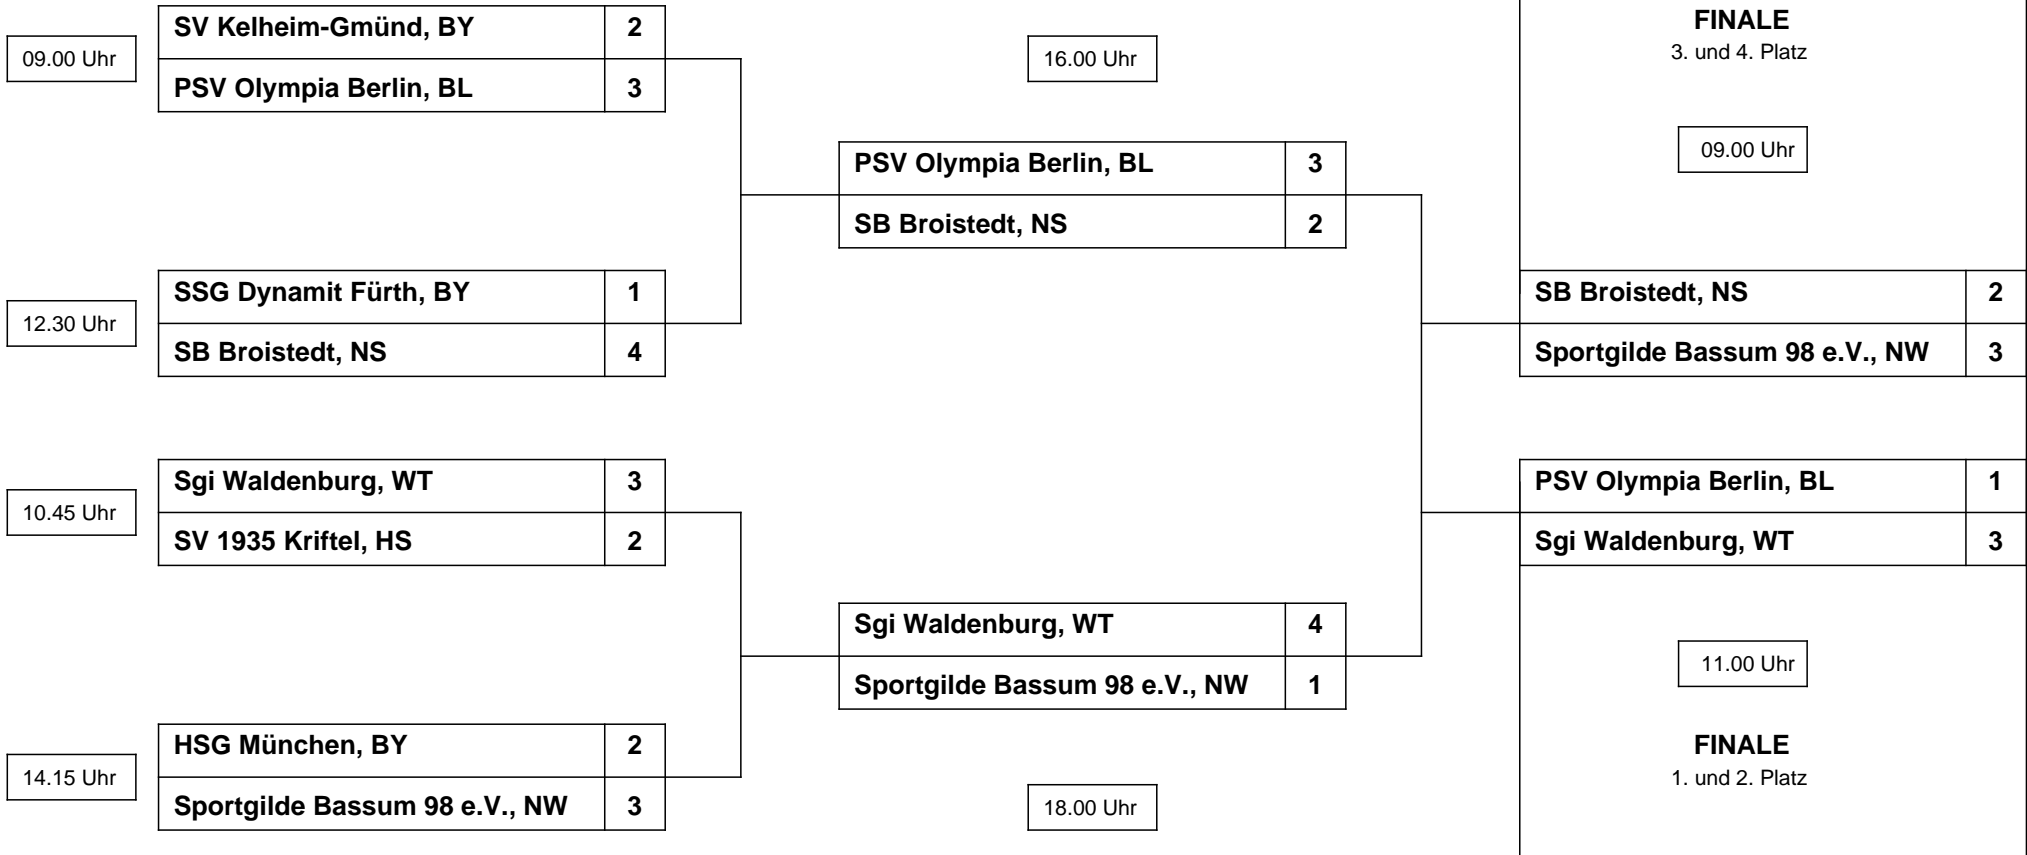 09.00 Uhr
SV Kelheim-Gmünd, BY 2
PSV Olympia Berlin, BL 3
12.30 Uhr
SSG Dynamit Fürth, BY 1
SB Broistedt, NS 4
10.45 Uhr
Sgi Waldenburg, WT 3
SV 1935 Kriftel, HS 2
14.15 Uhr
HSG München, BY 2
Sportgilde Bassum 98 e.V., NW 3
16.00 Uhr
PSV Olympia Berlin, BL 3
SB Broistedt, NS 2
Sgi Waldenburg, WT 4
Sportgilde Bassum 98 e.V., NW 1
18.00 Uhr
FINALE
3. und 4. Platz
09.00 Uhr
SB Broistedt, NS 2
Sportgilde Bassum 98 e.V., NW 3
PSV Olympia Berlin, BL 1
Sgi Waldenburg, WT 3
11.00 Uhr
FINALE
1. und 2. Platz